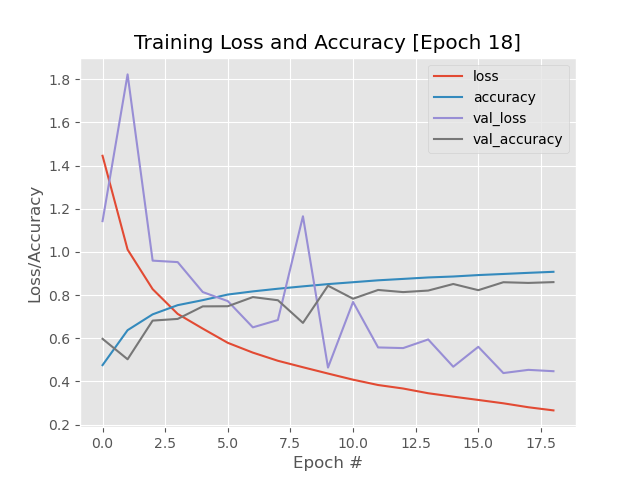 Training Loss and Accuracy [Epoch 18]
loss
accuracy
val_loss
val_accuracy
Loss/Accuracy
1.8
1.6
1.4
1.2
1.0
0.8
0.6
0.4
0.2
0.0 2.5 5.0 7.5 10.0 12.5 15.0 17.5
Epoch #